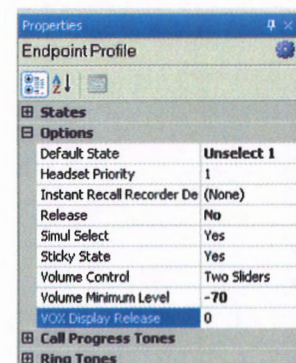 Properties
Endpoint Profile
States
Options
Default State Unselect 1
Headset Priority 1
Instant Recall Recorder De (None)
Release No
Simul Select Yes
Sticky State Yes
Volume Control Two Sliders
Volume Minimum Level -70
VOX Display Release 0
Call Progress Tones
Ring Tones